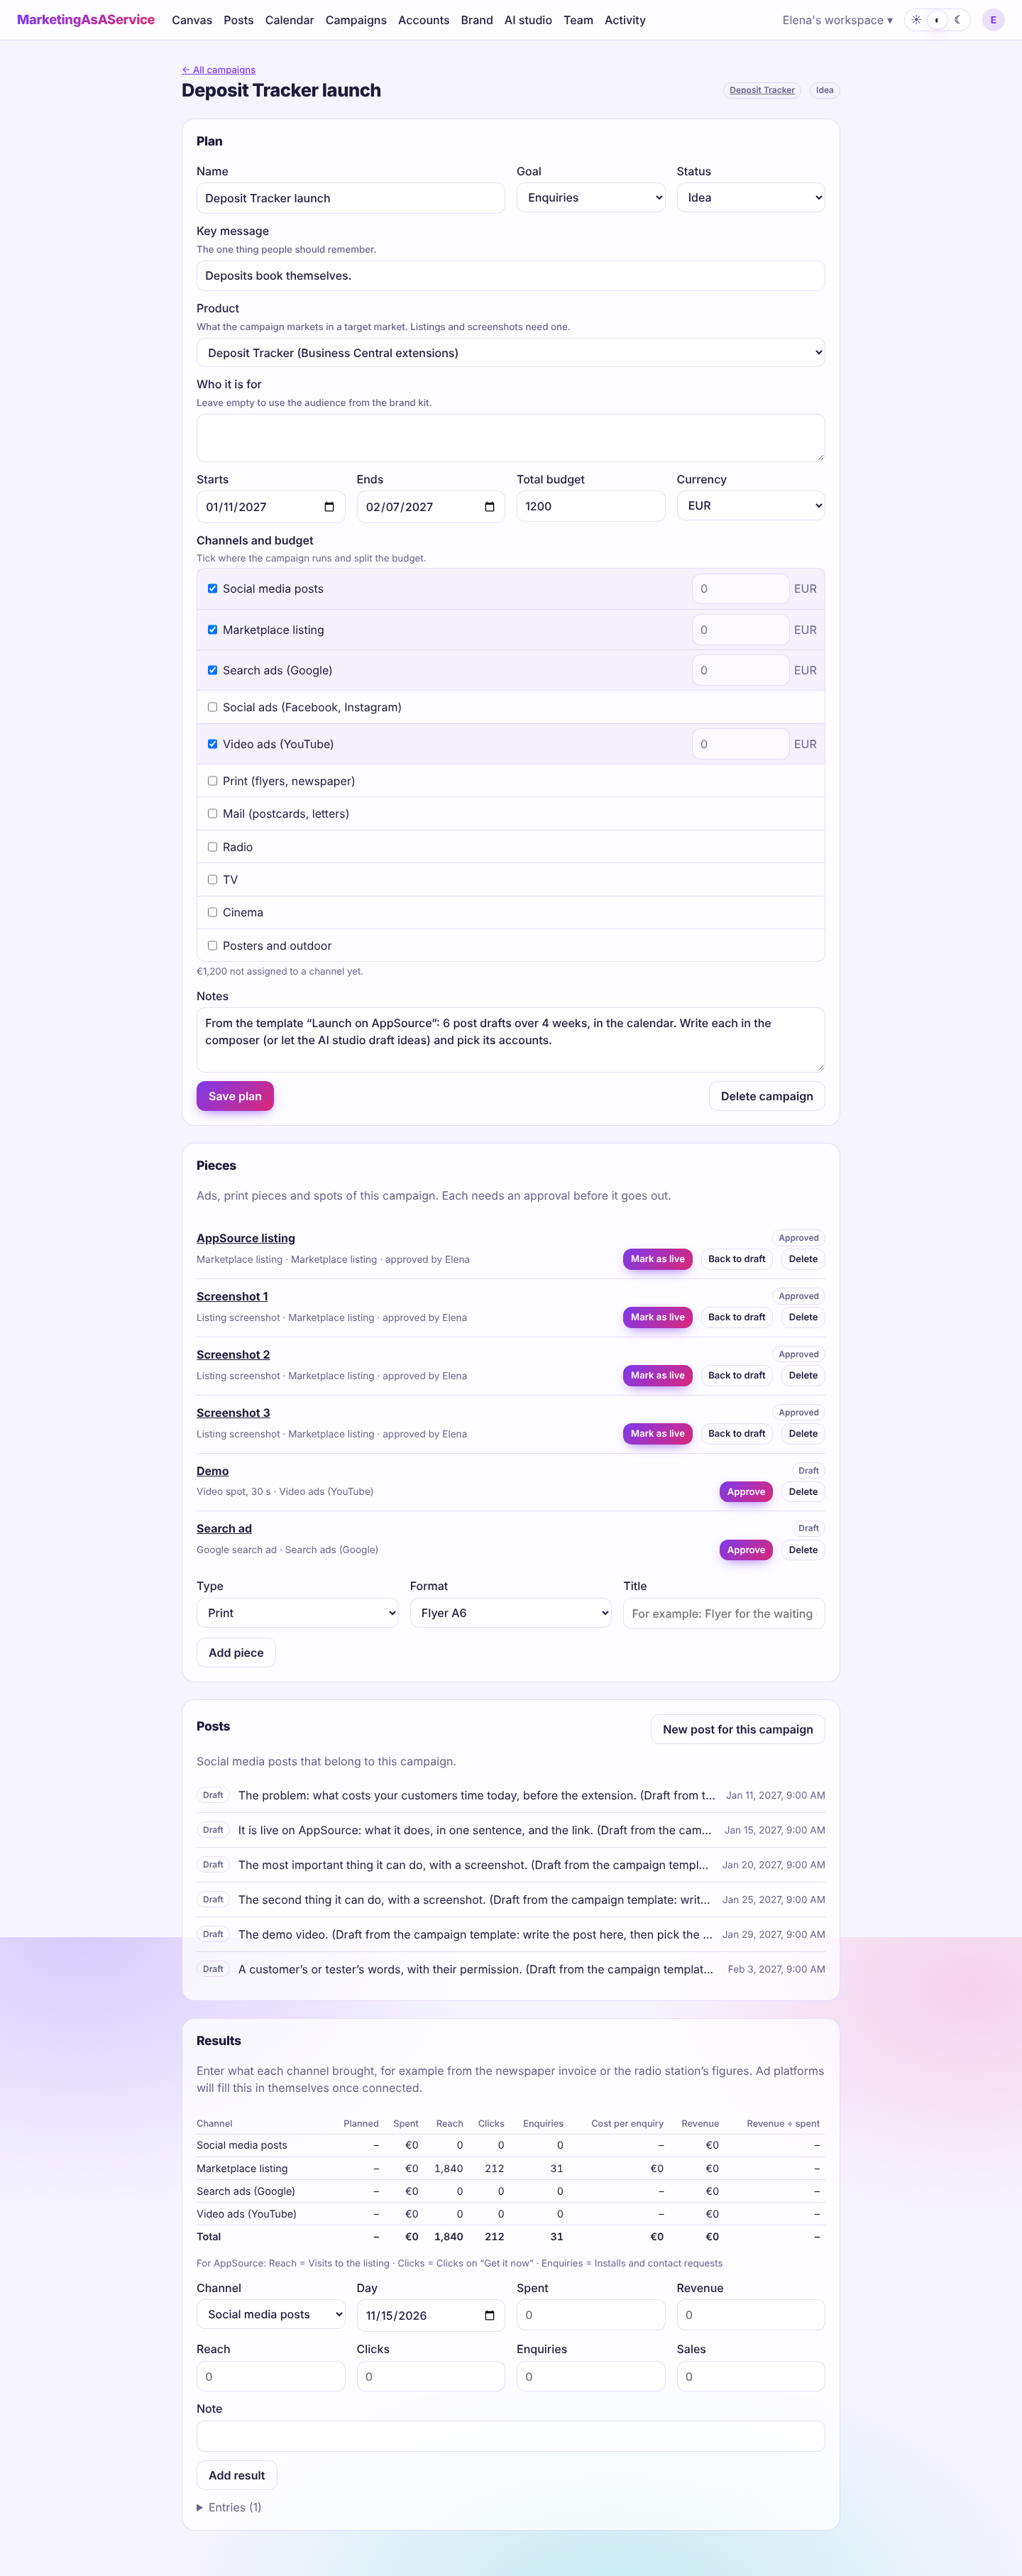 MarketingAsAService Canvas Posts Calendar Campaigns Accounts Brand AI studio Team Activity Elena's workspace ▾ E
← All campaigns
Deposit Tracker launch Deposit Tracker Idea
Plan
Name Goal Status
Deposit Tracker launch Enquiries Idea
Key message
The one thing people should remember.
Deposits book themselves.
Product
What the campaign markets in a target market. Listings and screenshots need one.
Deposit Tracker (Business Central extensions)
Who it is for
Leave empty to use the audience from the brand kit.
Starts Ends Total budget Currency
01/11/2027 02/07/2027 1200 EUR
Channels and budget
Tick where the campaign runs and split the budget.
Social media posts 0 EUR
Marketplace listing 0 EUR
Search ads (Google) 0 EUR
Social ads (Facebook, Instagram)
Video ads (YouTube) 0 EUR
Print (flyers, newspaper)
Mail (postcards, letters)
Radio
TV
Cinema
Posters and outdoor
€1,200 not assigned to a channel yet.
Notes
From the template “Launch on AppSource”: 6 post drafts over 4 weeks, in the calendar. Write each in the
composer (or let the AI studio draft ideas) and pick its accounts.
Save plan Delete campaign
Pieces
Ads, print pieces and spots of this campaign. Each needs an approval before it goes out.
AppSource listing Approved
Marketplace listing · Marketplace listing · approved by Elena Mark as live Back to draft Delete
Screenshot 1 Approved
Listing screenshot · Marketplace listing · approved by Elena Mark as live Back to draft Delete
Screenshot 2 Approved
Listing screenshot · Marketplace listing · approved by Elena Mark as live Back to draft Delete
Screenshot 3 Approved
Listing screenshot · Marketplace listing · approved by Elena Mark as live Back to draft Delete
Demo Draft
Video spot, 30 s · Video ads (YouTube) Approve Delete
Search ad Draft
Google search ad · Search ads (Google) Approve Delete
Type Format Title
Print Flyer A6 For example: Flyer for the waiting
Add piece
Posts New post for this campaign
Social media posts that belong to this campaign.
Draft The problem: what costs your customers time today, before the extension. (Draft from t… Jan 11, 2027, 9:00 AM
Draft It is live on AppSource: what it does, in one sentence, and the link. (Draft from the cam… Jan 15, 2027, 9:00 AM
Draft The most important thing it can do, with a screenshot. (Draft from the campaign templ… Jan 20, 2027, 9:00 AM
Draft The second thing it can do, with a screenshot. (Draft from the campaign template: writ… Jan 25, 2027, 9:00 AM
Draft The demo video. (Draft from the campaign template: write the post here, then pick the … Jan 29, 2027, 9:00 AM
Draft A customer’s or tester’s words, with their permission. (Draft from the campaign templat… Feb 3, 2027, 9:00 AM
Results
Enter what each channel brought, for example from the newspaper invoice or the radio station’s figures. Ad platforms
will fill this in themselves once connected.
Channel Planned Spent Reach Clicks Enquiries Cost per enquiry Revenue Revenue ÷ spent
Social media posts – €0 0 0 0 – €0 –
Marketplace listing – €0 1,840 212 31 €0 €0 –
Search ads (Google) – €0 0 0 0 – €0 –
Video ads (YouTube) – €0 0 0 0 – €0 –
Total – €0 1,840 212 31 €0 €0 –
For AppSource: Reach = Visits to the listing · Clicks = Clicks on “Get it now” · Enquiries = Installs and contact requests
Channel Day Spent Revenue
Social media posts 11/15/2026 0 0
Reach Clicks Enquiries Sales
0 0 0 0
Note
Add result
▶ Entries (1)